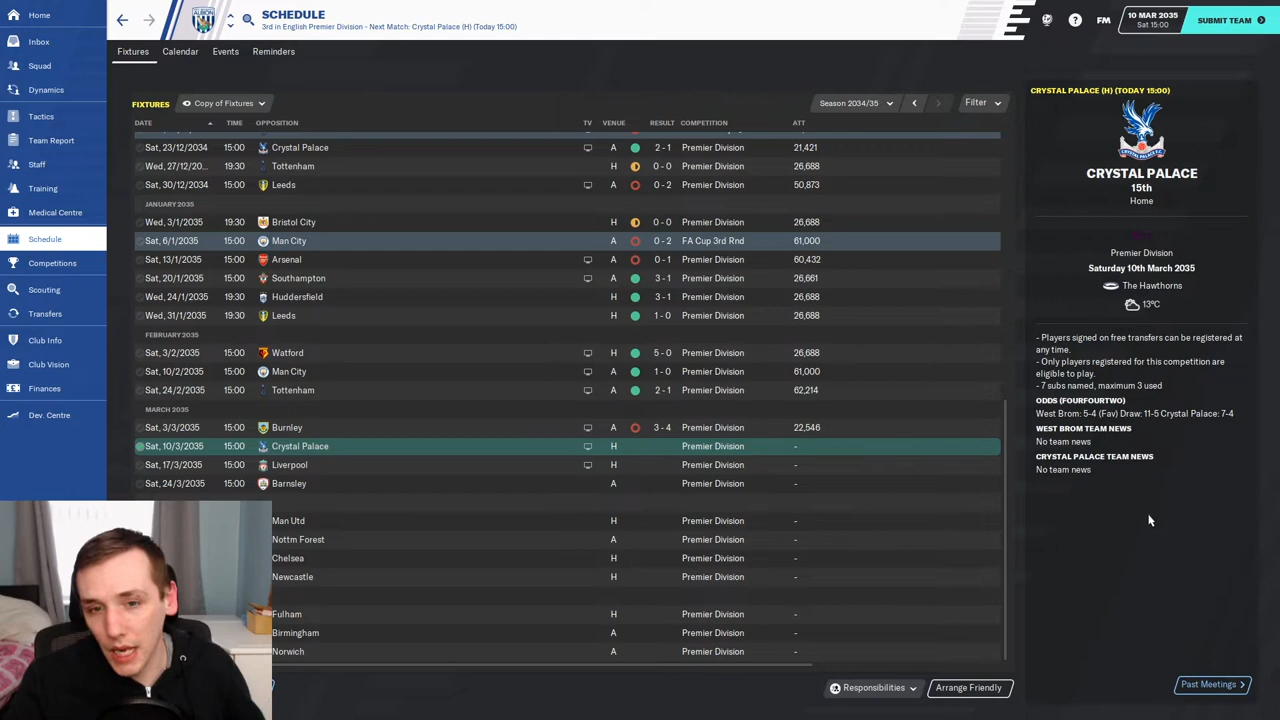 Home
Inbox
Squad
Dynamics
Tactics
Team Report
Staff
Training
Medical Centre
Schedule
Competitions
Scouting
Transfers
Club Info
Club Vision
Finances
Dev. Centre
ALBION
SCHEDULE
3rd in English Premier Division - Next Match: Crystal Palace (H) (Today 15:00)
?
FM
10 MAR 2035
Sat 15:00
SUBMIT TEAM
Fixtures Calendar Events Reminders
FIXTURES Copy of Fixtures Season 2034/35 Filter
DATE TIME OPPOSITION TV VENUE RESULT COMPETITION ATT
Sat, 23/12/2034 15:00 Crystal Palace A 2 - 1 Premier Division 21,421
Wed, 27/12/20... 19:30 Tottenham H 0 - 0 Premier Division 26,688
Sat, 30/12/2034 15:00 Leeds A 0 - 2 Premier Division 50,873
JANUARY 2035
Wed, 3/1/2035 19:30 Bristol City H 0 - 0 Premier Division 26,688
Sat, 6/1/2035 15:00 Man City A 0 - 2 FA Cup 3rd Rnd 61,000
Sat, 13/1/2035 15:00 Arsenal A 0 - 1 Premier Division 60,432
Sat, 20/1/2035 15:00 Southampton H 3 - 1 Premier Division 26,661
Wed, 24/1/2035 19:30 Huddersfield H 3 - 1 Premier Division 26,688
Wed, 31/1/2035 19:30 Leeds H 1 - 0 Premier Division 26,688
FEBRUARY 2035
Sat, 3/2/2035 15:00 Watford H 5 - 0 Premier Division 26,688
Sat, 10/2/2035 15:00 Man City A 1 - 0 Premier Division 61,000
Sat, 24/2/2035 15:00 Tottenham A 2 - 1 Premier Division 62,214
MARCH 2035
Sat, 3/3/2035 15:00 Burnley A 3 - 4 Premier Division 22,546
Sat, 10/3/2035 15:00 Crystal Palace H Premier Division -
Sat, 17/3/2035 15:00 Liverpool H Premier Division -
Sat, 24/3/2035 15:00 Barnsley A Premier Division -
Man Utd H Premier Division -
Nottm Forest A Premier Division -
Chelsea H Premier Division -
Newcastle H Premier Division -
Fulham H Premier Division -
Birmingham A Premier Division -
Norwich A Premier Division -
Responsibilities Arrange Friendly
CRYSTAL PALACE (H) (TODAY 15:00)
CRYSTAL PALACE
15th
Home
Premier Division
Saturday 10th March 2035
The Hawthorns
13°C
- Players signed on free transfers can be registered at
any time.
- Only players registered for this competition are
eligible to play.
- 7 subs named, maximum 3 used
ODDS (FOURFOURTWO)
West Brom: 5-4 (Fav) Draw: 11-5 Crystal Palace: 7-4
WEST BROM TEAM NEWS
No team news
CRYSTAL PALACE TEAM NEWS
No team news
Past Meetings